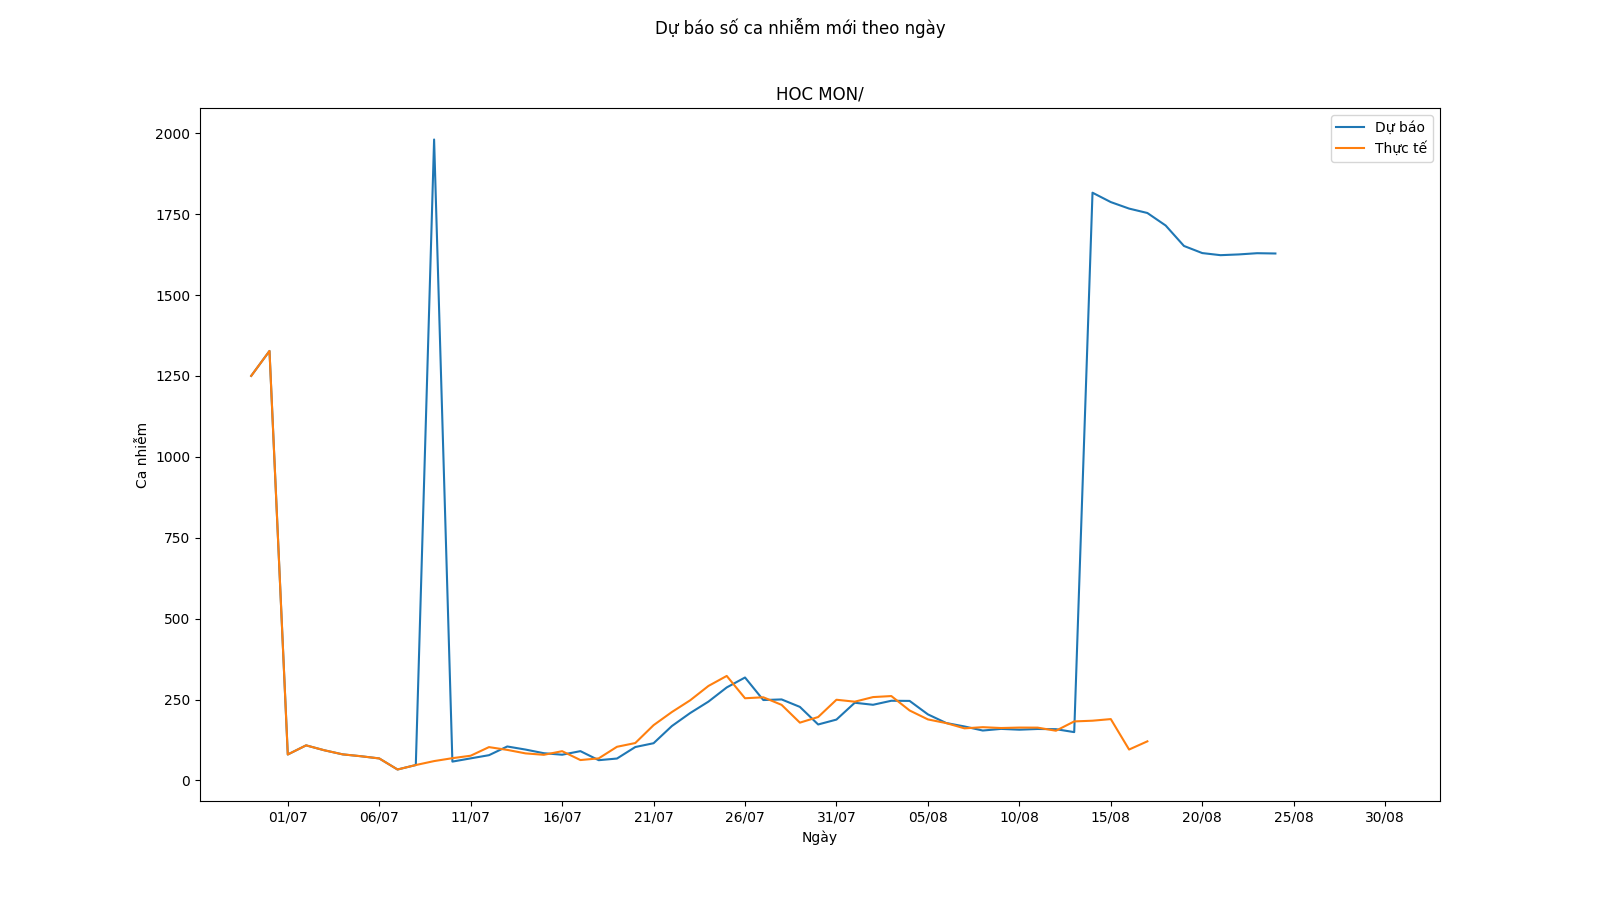 Dự báo số ca nhiễm mới theo ngày
HOC MON/
Dự báo
Thực tế
2000
1750
1500
1250
1000
750
500
250
0
Ca nhiễm
01/07 06/07 11/07 16/07 21/07 26/07 31/07 05/08 10/08 15/08 20/08 25/08 30/08
Ngày